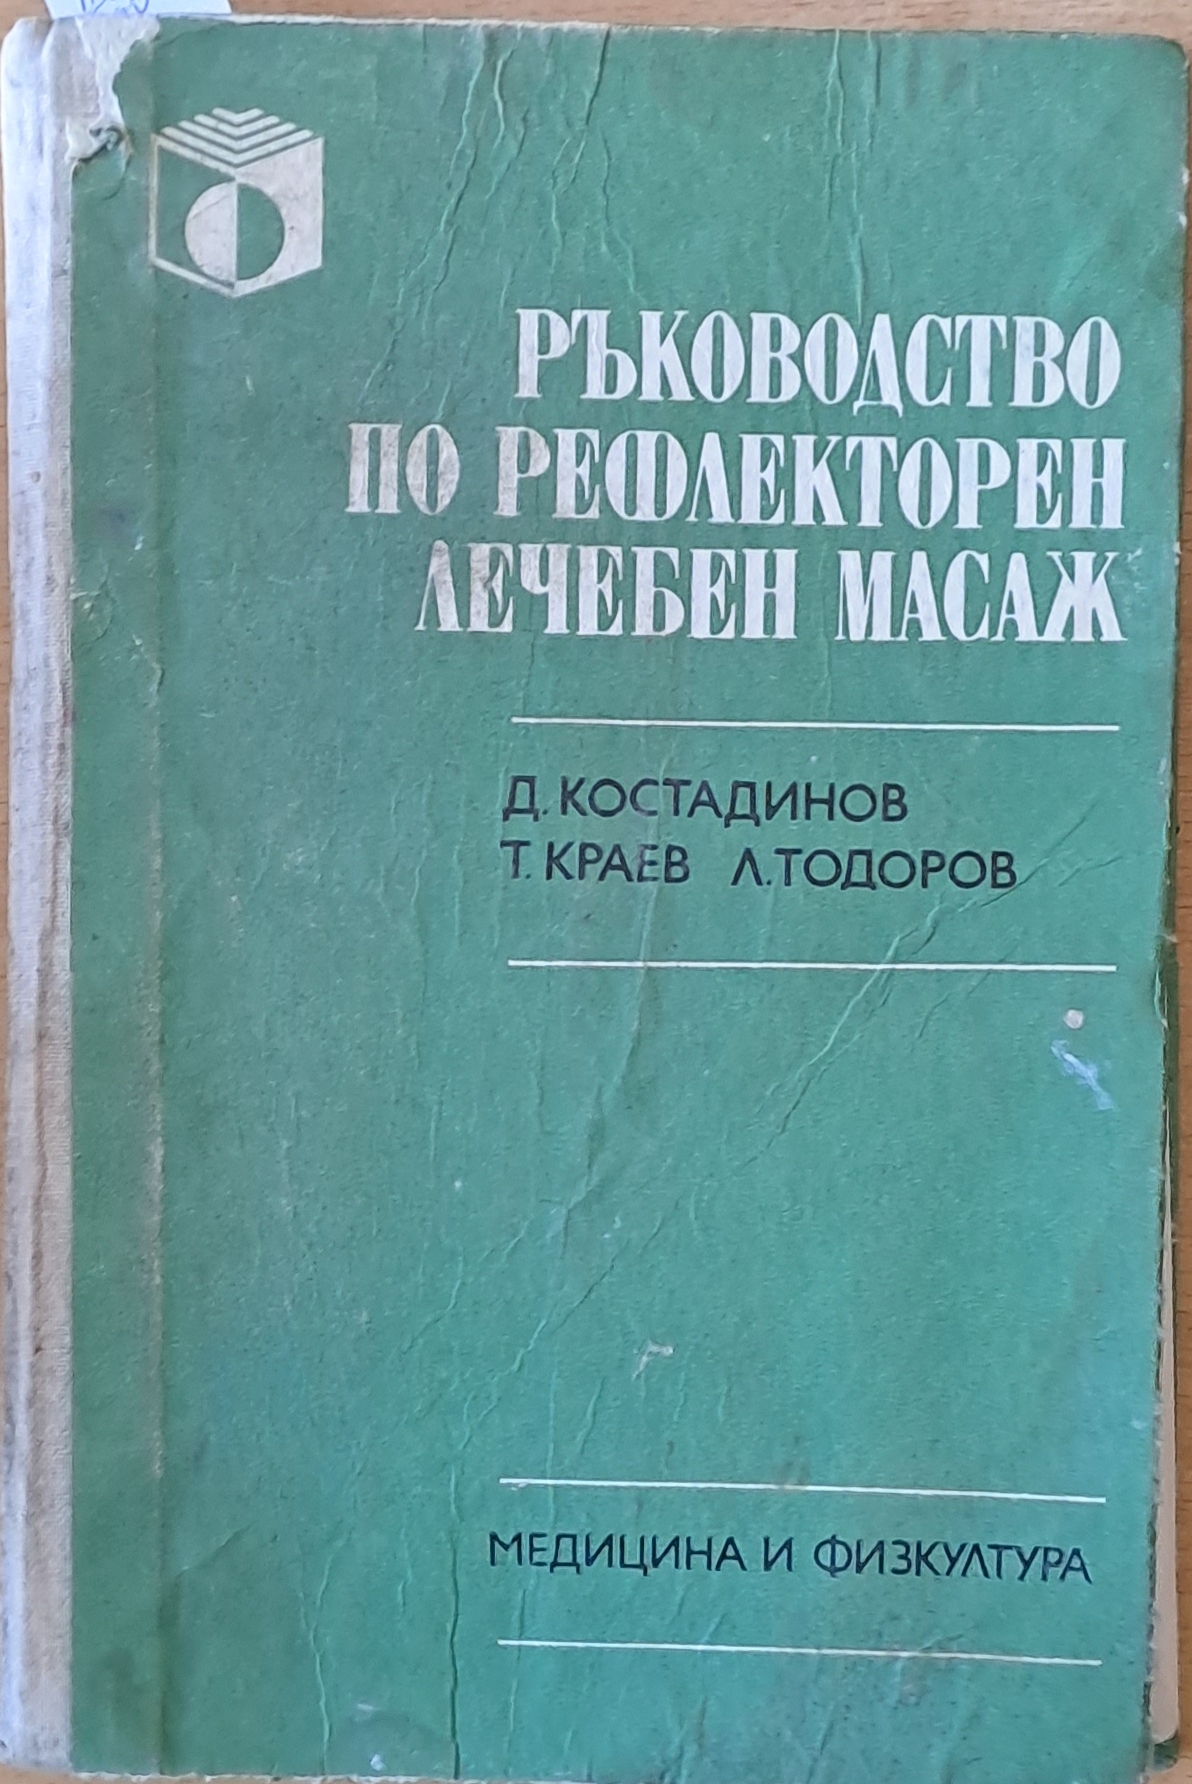 РЪКОВОДСТВО
ПО РЕФЛЕКТОРЕН
ЛЕЧЕБЕН МАСАЖ
Д. КОСТАДИНОВ
Т. КРАЕВ Л. ТОДОРОВ
МЕДИЦИНА И ФИЗКУЛТУРА